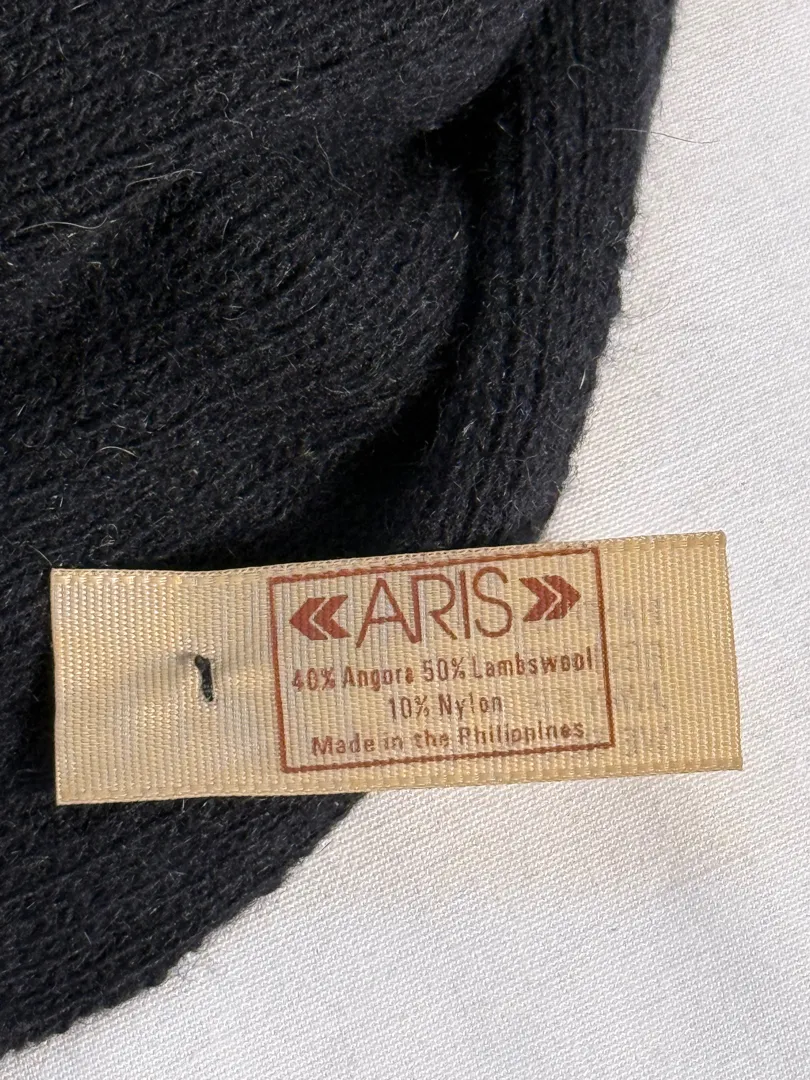 «ARIS»
40% Angora 50% Lambswool
10% Nylon
Made in the Philippines